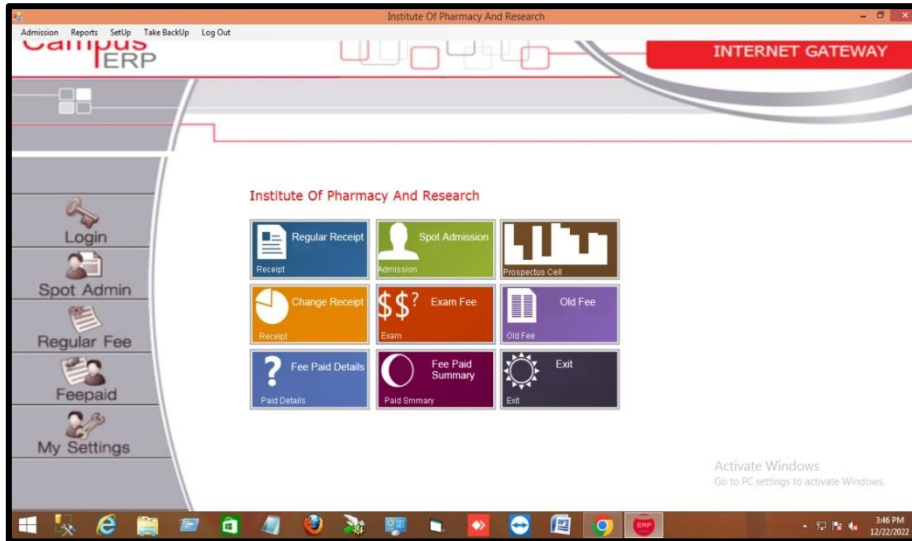 Institute Of Pharmacy And Research
Admission Reports SetUp Take BackUp Log Out
Campus
ERP
INTERNET GATEWAY
Institute Of Pharmacy And Research
Login
Spot Admin
Regular Fee
Feepaid
My Settings
Regular Receipt
Receipt
Spot Admission
Admission
Prospectus Cell
Change Receipt
Receipt
$$? Exam Fee
Exam
Old Fee
Old Fee
? Fee Paid Details
Paid Details
Fee Paid
Summary
Paid Smmary
Exit
Exit
Activate Windows
Go to PC settings to activate Windows.
ERP
3:46 PM
12/22/2022